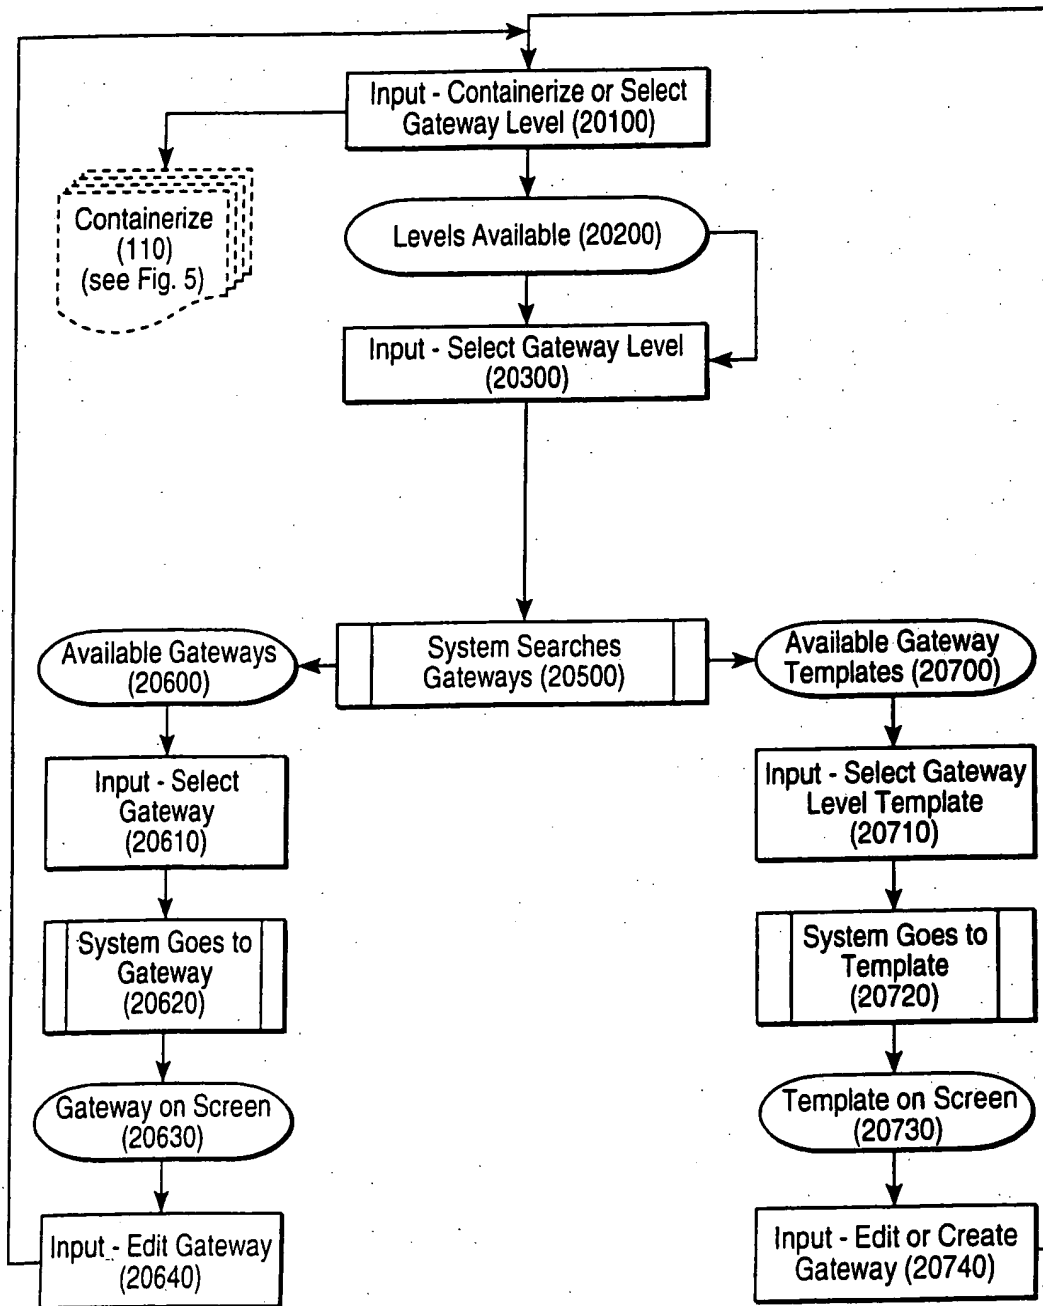 Input - Containerize or Select
Gateway Level (20100)
Containerize
(110)
(see Fig. 5)
Levels Available (20200)
Input - Select Gateway Level
(20300)
System Searches
Gateways (20500)
Available Gateways
(20600)
Input - Select
Gateway
(20610)
System Goes to
Gateway
(20620)
Gateway on Screen
(20630)
Input - Edit Gateway
(20640)
Available Gateway
Templates (20700)
Input - Select Gateway
Level Template
(20710)
System Goes to
Template
(20720)
Template on Screen
(20730)
Input - Edit or Create
Gateway (20740)